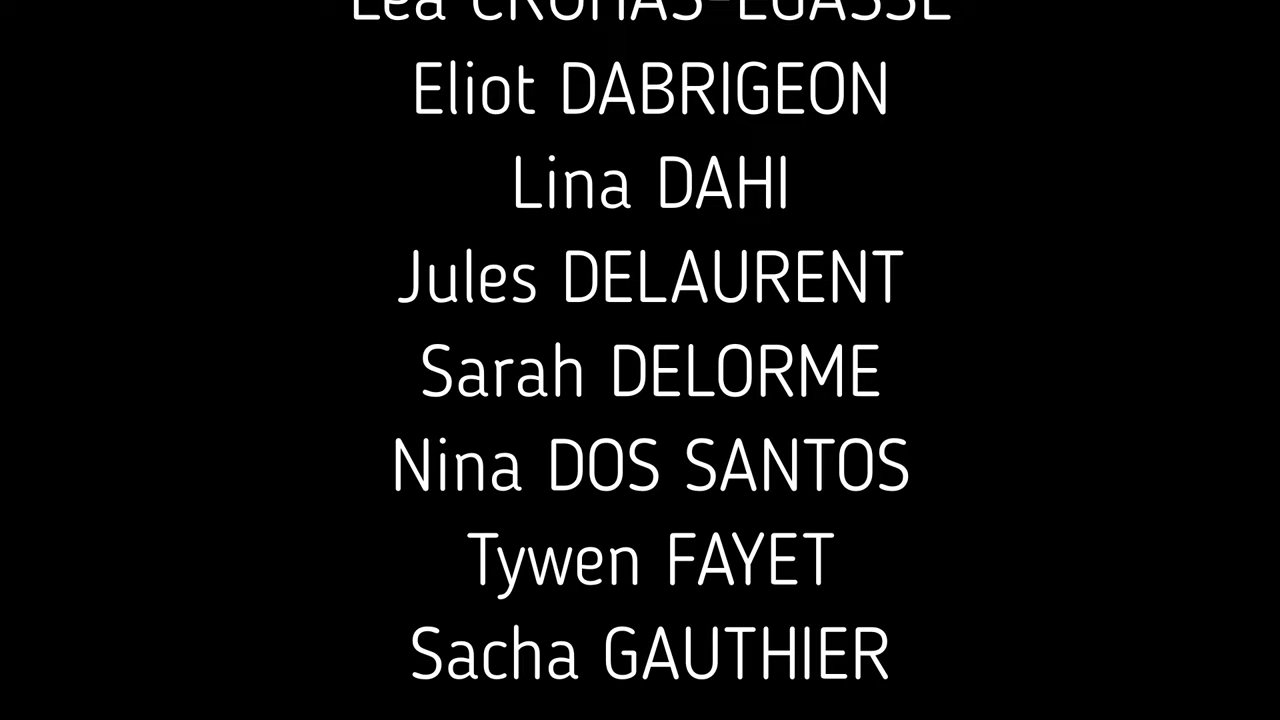 Eliot DABRIGEON
Lina DAHI
Jules DELAURENT
Sarah DELORME
Nina DOS SANTOS
Tywen FAYET
Sacha GAUTHIER